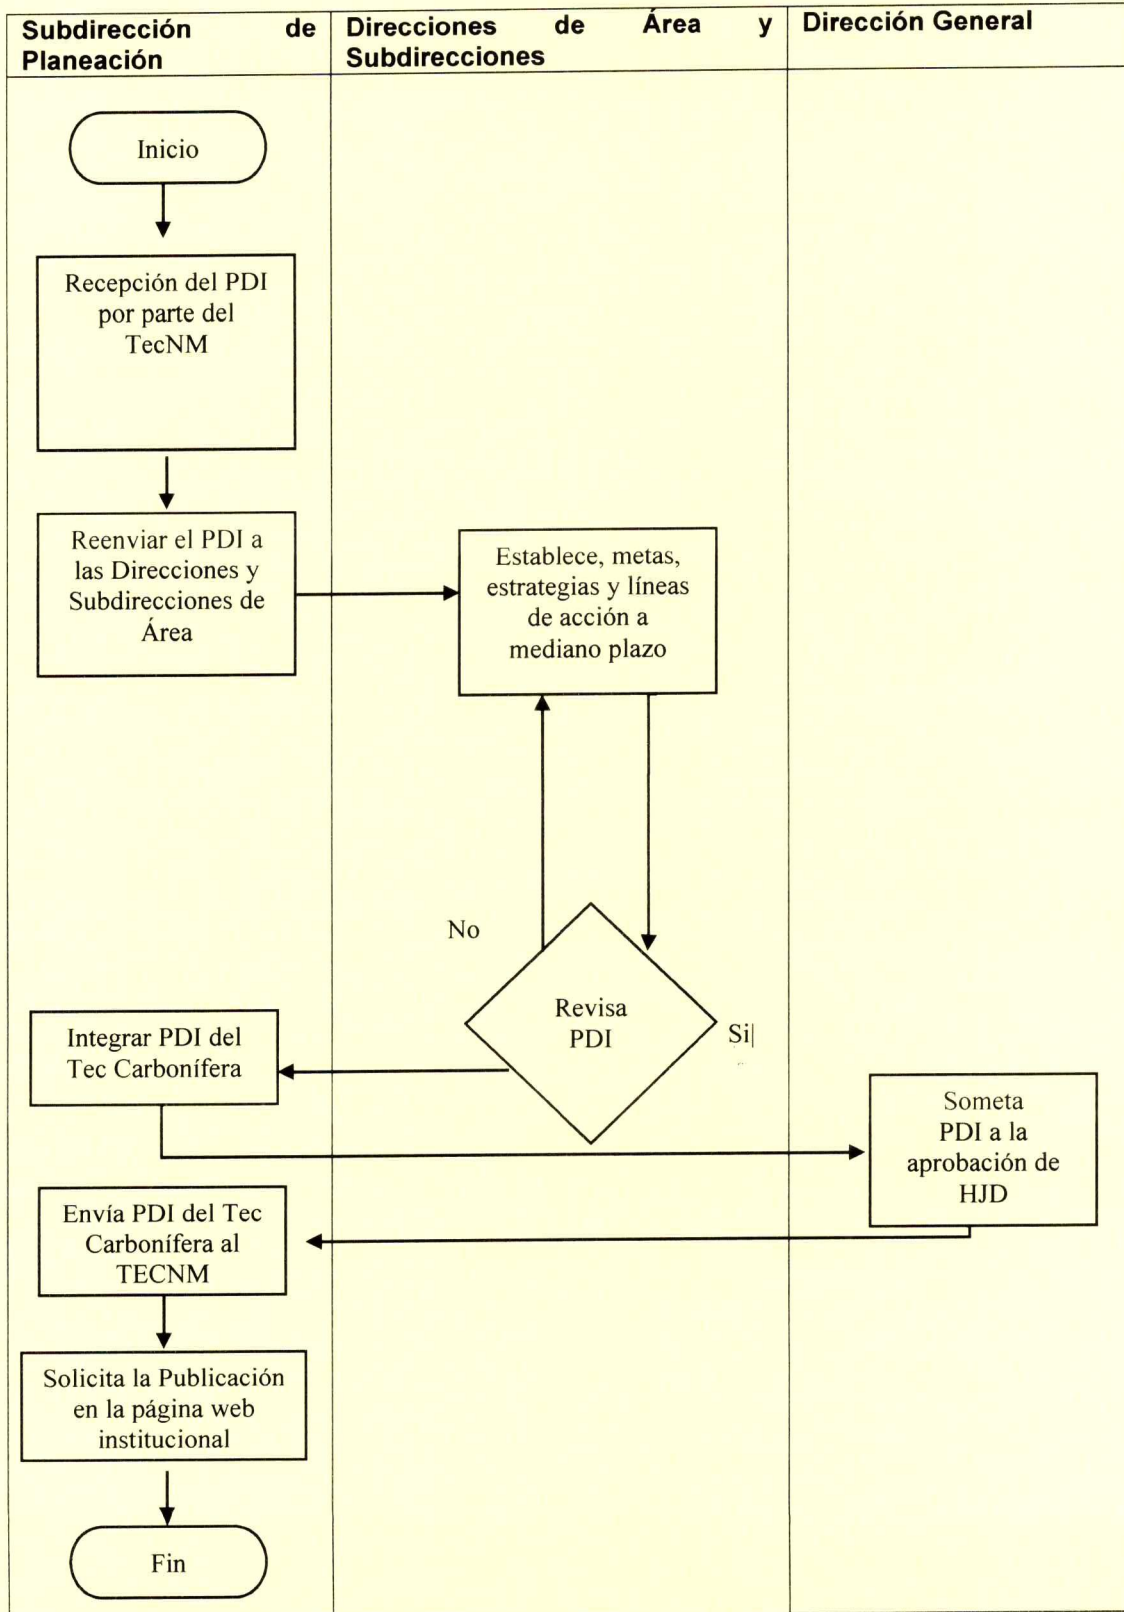 Subdirección de
Planeación
Direcciones de Área y
Subdirecciones
Dirección General
Inicio
Recepción del PDI
por parte del
TecNM
Reenviar el PDI a
las Direcciones y
Subdirecciones de
Área
Establece, metas,
estrategias y líneas
de acción a
mediano plazo
No
Revisa
PDI
Si|
Integrar PDI del
Tec Carbonífera
Someta
PDI a la
aprobación de
HJD
Envía PDI del Tec
Carbonífera al
TECNM
Solicita la Publicación
en la página web
institucional
Fin